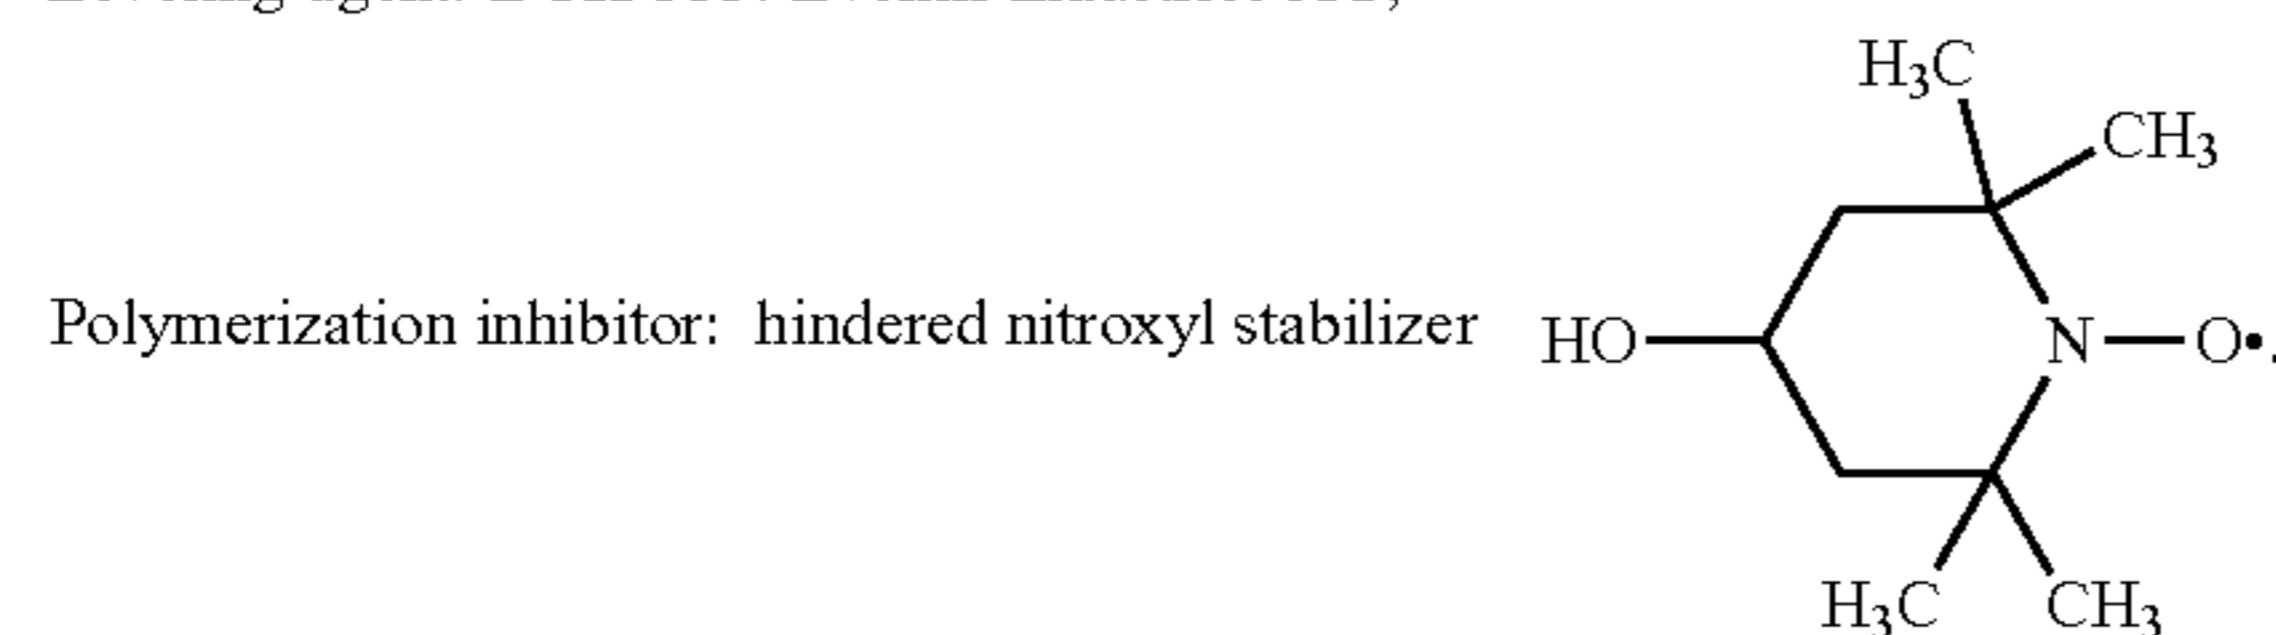 Polymerization inhibitor: hindered nitroxyl stabilizer
H₃C
CH₃
HO
N
O•.
H₃C
CH₃